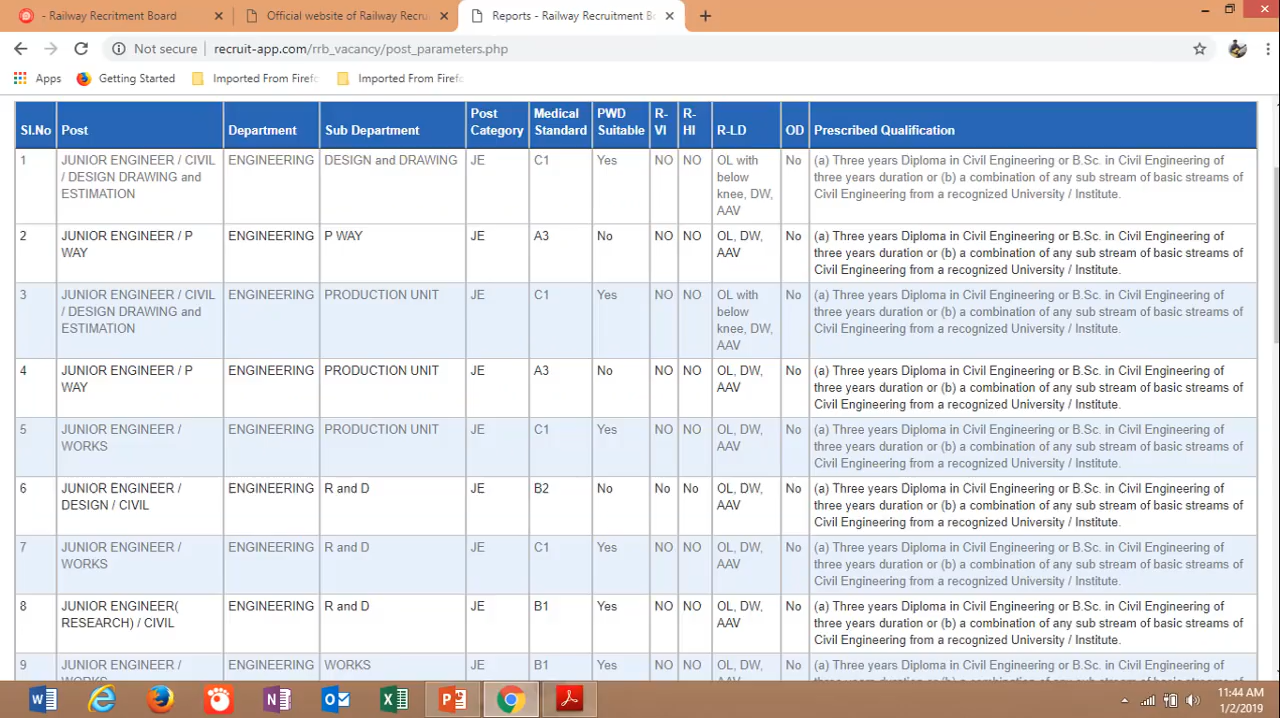 - Railway Recritment Board
Official website of Railway Recru
Reports - Railway Recruitment B
Not secure recruit-app.com/rrb_vacancy/post_parameters.php
Apps Getting Started Imported From Firefo Imported From Firefo
Sl.No Post Department Sub Department Post Category Medical Standard PWD Suitable R-VI R-HI R-LD OD Prescribed Qualification
1 JUNIOR ENGINEER / CIVIL ENGINEERING DESIGN and DRAWING JE C1 Yes NO NO OL with No (a) Three years Diploma in Civil Engineering or B.Sc. in Civil Engineering of
/ DESIGN DRAWING and below three years duration or (b) a combination of any sub stream of basic streams of
ESTIMATION knee, DW, Civil Engineering from a recognized University / Institute.
AAV
2 JUNIOR ENGINEER / P ENGINEERING P WAY JE A3 No NO NO OL, DW, No (a) Three years Diploma in Civil Engineering or B.Sc. in Civil Engineering of
WAY AAV three years duration or (b) a combination of any sub stream of basic streams of
Civil Engineering from a recognized University / Institute.
3 JUNIOR ENGINEER / CIVIL ENGINEERING PRODUCTION UNIT JE C1 Yes NO NO OL with No (a) Three years Diploma in Civil Engineering or B.Sc. in Civil Engineering of
/ DESIGN DRAWING and below three years duration or (b) a combination of any sub stream of basic streams of
ESTIMATION knee, DW, Civil Engineering from a recognized University / Institute.
AAV
4 JUNIOR ENGINEER / P ENGINEERING PRODUCTION UNIT JE A3 No NO NO OL, DW, No (a) Three years Diploma in Civil Engineering or B.Sc. in Civil Engineering of
WAY AAV three years duration or (b) a combination of any sub stream of basic streams of
Civil Engineering from a recognized University / Institute.
5 JUNIOR ENGINEER / ENGINEERING PRODUCTION UNIT JE C1 Yes NO NO OL, DW, No (a) Three years Diploma in Civil Engineering or B.Sc. in Civil Engineering of
WORKS AAV three years duration or (b) a combination of any sub stream of basic streams of
Civil Engineering from a recognized University / Institute.
6 JUNIOR ENGINEER / ENGINEERING R and D JE B2 No No No OL, DW, No (a) Three years Diploma in Civil Engineering or B.Sc. in Civil Engineering of
DESIGN / CIVIL AAV three years duration or (b) a combination of any sub stream of basic streams of
Civil Engineering from a recognized University / Institute.
7 JUNIOR ENGINEER / ENGINEERING R and D JE C1 Yes NO NO OL, DW, No (a) Three years Diploma in Civil Engineering or B.Sc. in Civil Engineering of
WORKS AAV three years duration or (b) a combination of any sub stream of basic streams of
Civil Engineering from a recognized University / Institute.
8 JUNIOR ENGINEER( ENGINEERING R and D JE B1 Yes NO NO OL, DW, No (a) Three years Diploma in Civil Engineering or B.Sc. in Civil Engineering of
RESEARCH) / CIVIL AAV three years duration or (b) a combination of any sub stream of basic streams of
Civil Engineering from a recognized University / Institute.
9 JUNIOR ENGINEER / ENGINEERING WORKS JE B1 Yes NO NO OL, DW, No (a) Three years Diploma in Civil Engineering or B.Sc. in Civil Engineering of
WORKS AAV three years duration or (b) a combination of any sub stream of basic streams of
11:44 AM
1/2/2019